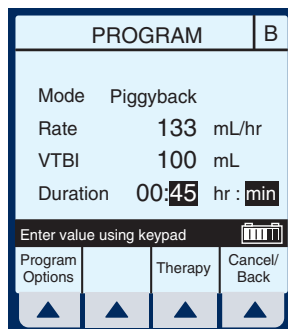 PROGRAM B
Mode Piggyback
Rate 133 mL/hr
VTBI 100 mL
Duration 00:45 hr : min
Enter value using keypad
Program Options Therapy Cancel/ Back